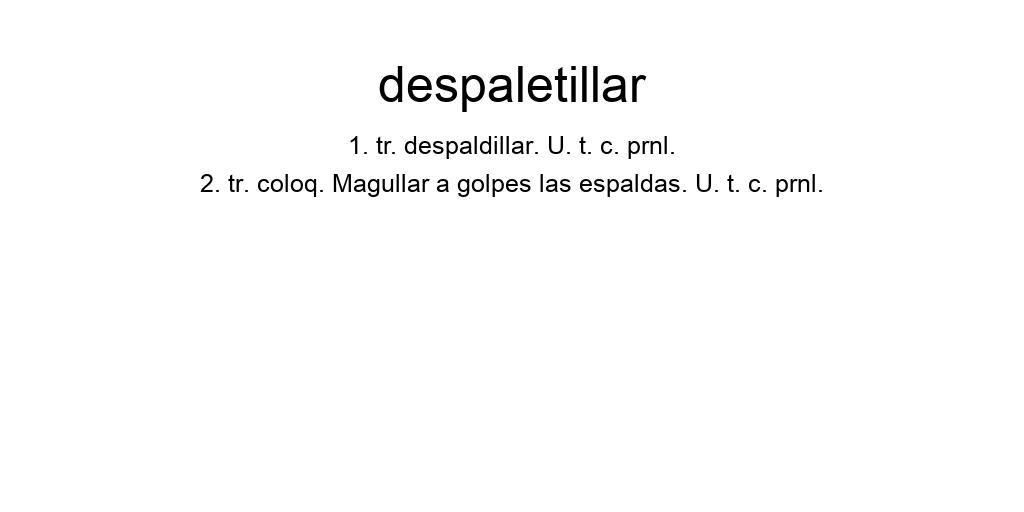 despaletillar
1. tr. despaldillar. U. t. c. prnl.
2. tr. coloq. Magullar a golpes las espaldas. U. t. c. prnl.